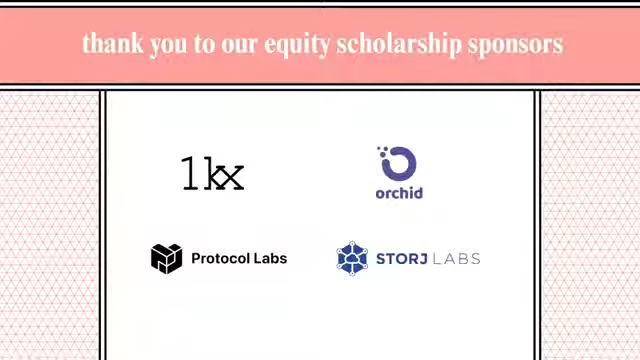 thank you to our equity scholarship sponsors
1kx
orchid
Protocol Labs
STORJ LABS